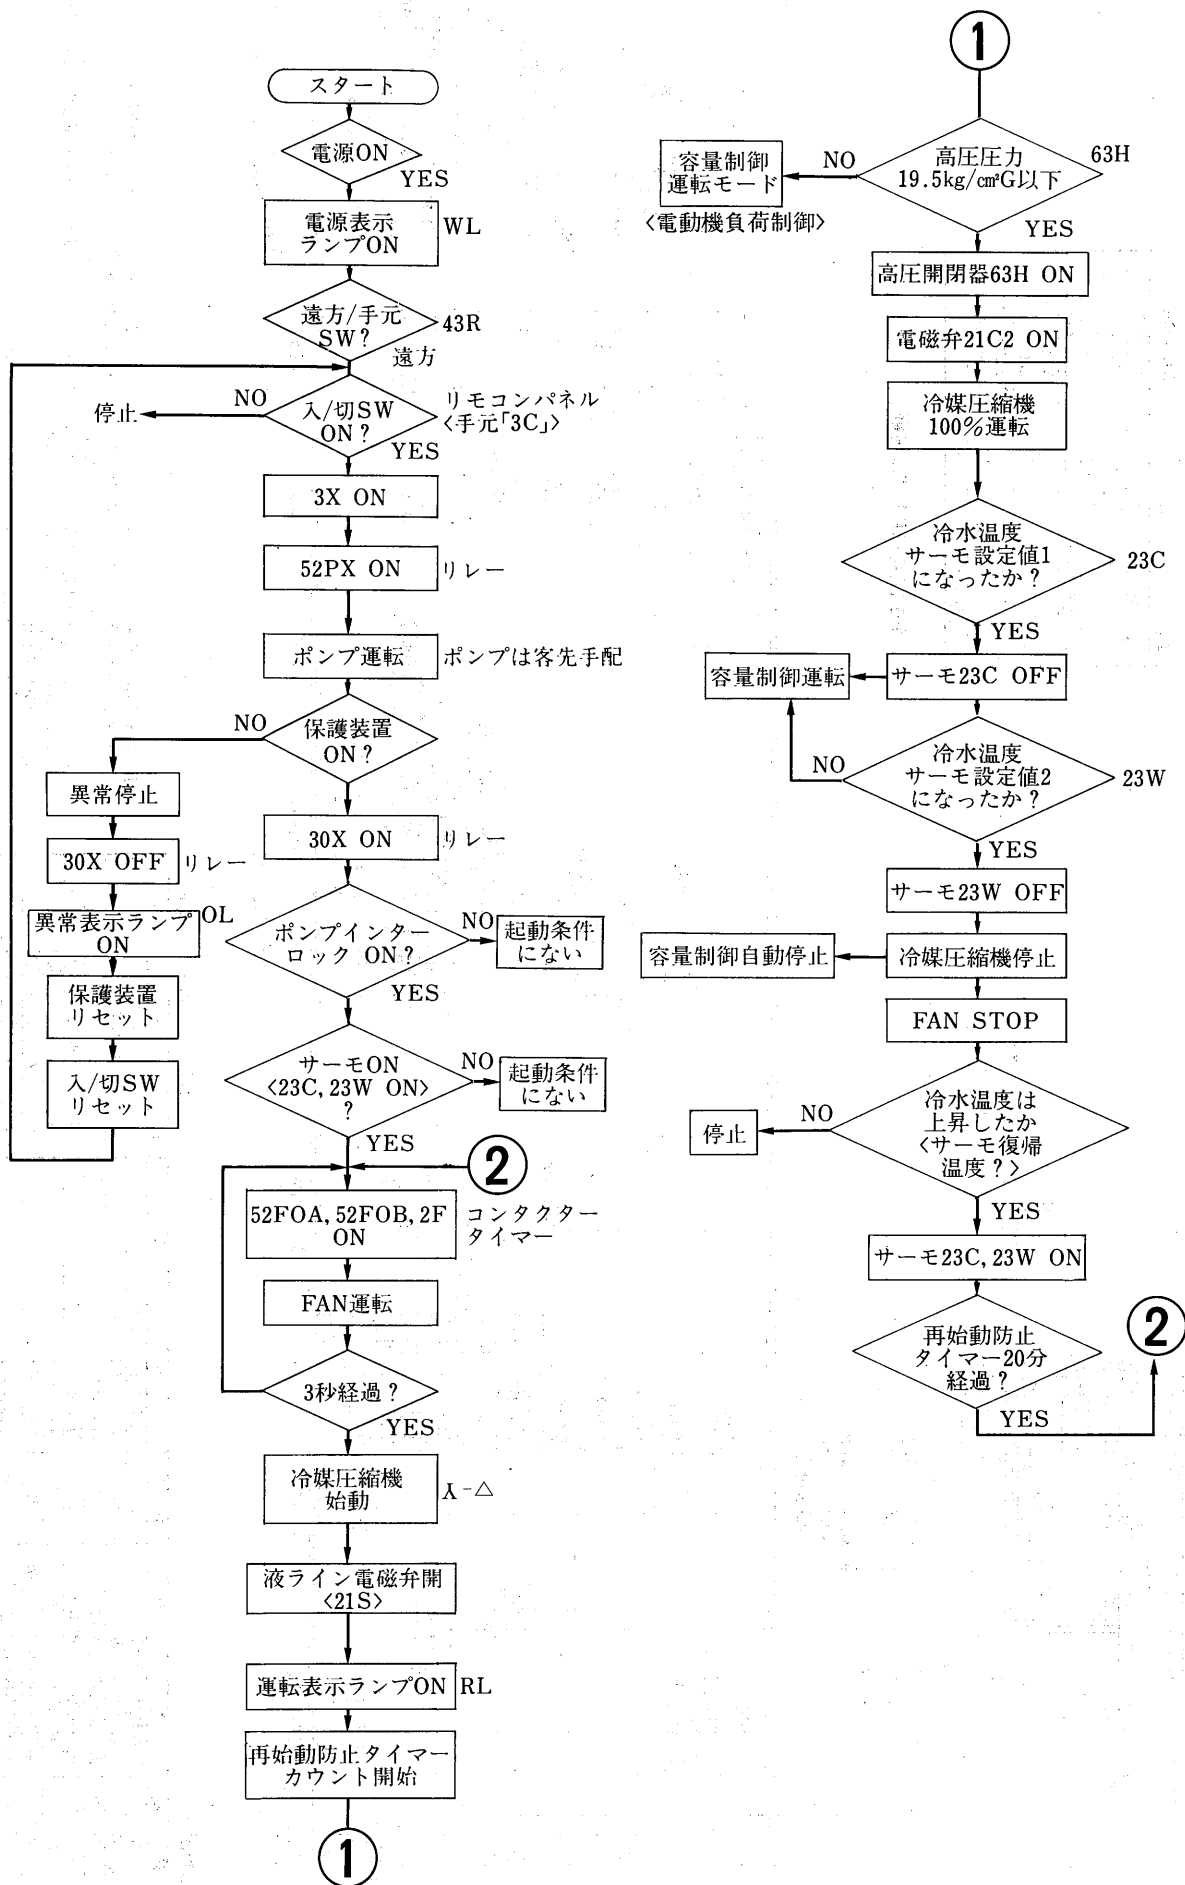 スタート
電源ON
YES
電源表示
ランプON
WL
遠方/手元
SW?
43R
遠方
入/切SW
ON?
NO
停止
リモコンパネル
<手元「3C」>
YES
3X ON
52PX ON
リレー
ポンプ運転
ポンプは客先手配
保護装置
ON?
NO
異常停止
30X OFF
リレー
異常表示ランプ
ON
OL
保護装置
リセット
入/切SW
リセット
30X ON
リレー
ポンプインター
ロック ON?
NO
起動条件
にない
YES
サーモON
<23C, 23W ON>
?
NO
起動条件
にない
YES
2
52FOA, 52FOB, 2F
ON
コンタクター
タイマー
FAN運転
3秒経過?
YES
冷媒圧縮機
始動
人-△
液ライン電磁弁開
<21S>
運転表示ランプON
RL
再始動防止タイマー
カウント開始
1
1
高圧圧力
19.5kg/cm²G以下
63H
NO
容量制御
運転モード
<電動機負荷制御>
YES
高圧開閉器63H ON
電磁弁21C2 ON
冷媒圧縮機
100%運転
冷水温度
サーモ設定値1
になったか?
23C
YES
サーモ23C OFF
容量制御運転
冷水温度
サーモ設定値2
になったか?
23W
NO
YES
サーモ23W OFF
冷媒圧縮機停止
容量制御自動停止
FAN STOP
冷水温度は
上昇したか
<サーモ復帰
温度?>
NO
停止
YES
サーモ23C, 23W ON
再始動防止
タイマー20分
経過?
YES
2